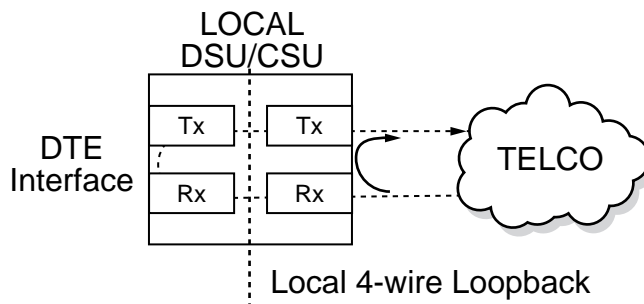 LOCAL
DSU/CSU
Tx
Tx
DTE
Interface
Rx
Rx
TELCO
Local 4-wire Loopback